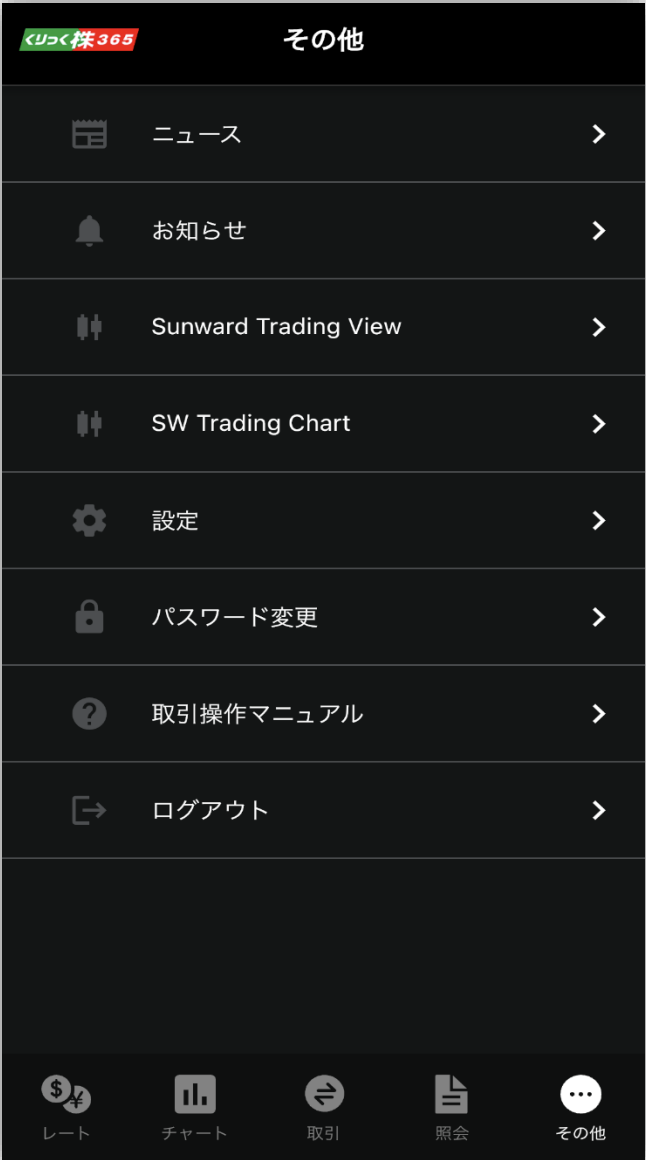 くりっく株365
その他
ニュース
お知らせ
Sunward Trading View
SW Trading Chart
設定
パスワード変更
取引操作マニュアル
ログアウト
レート
チャート
取引
照会
その他